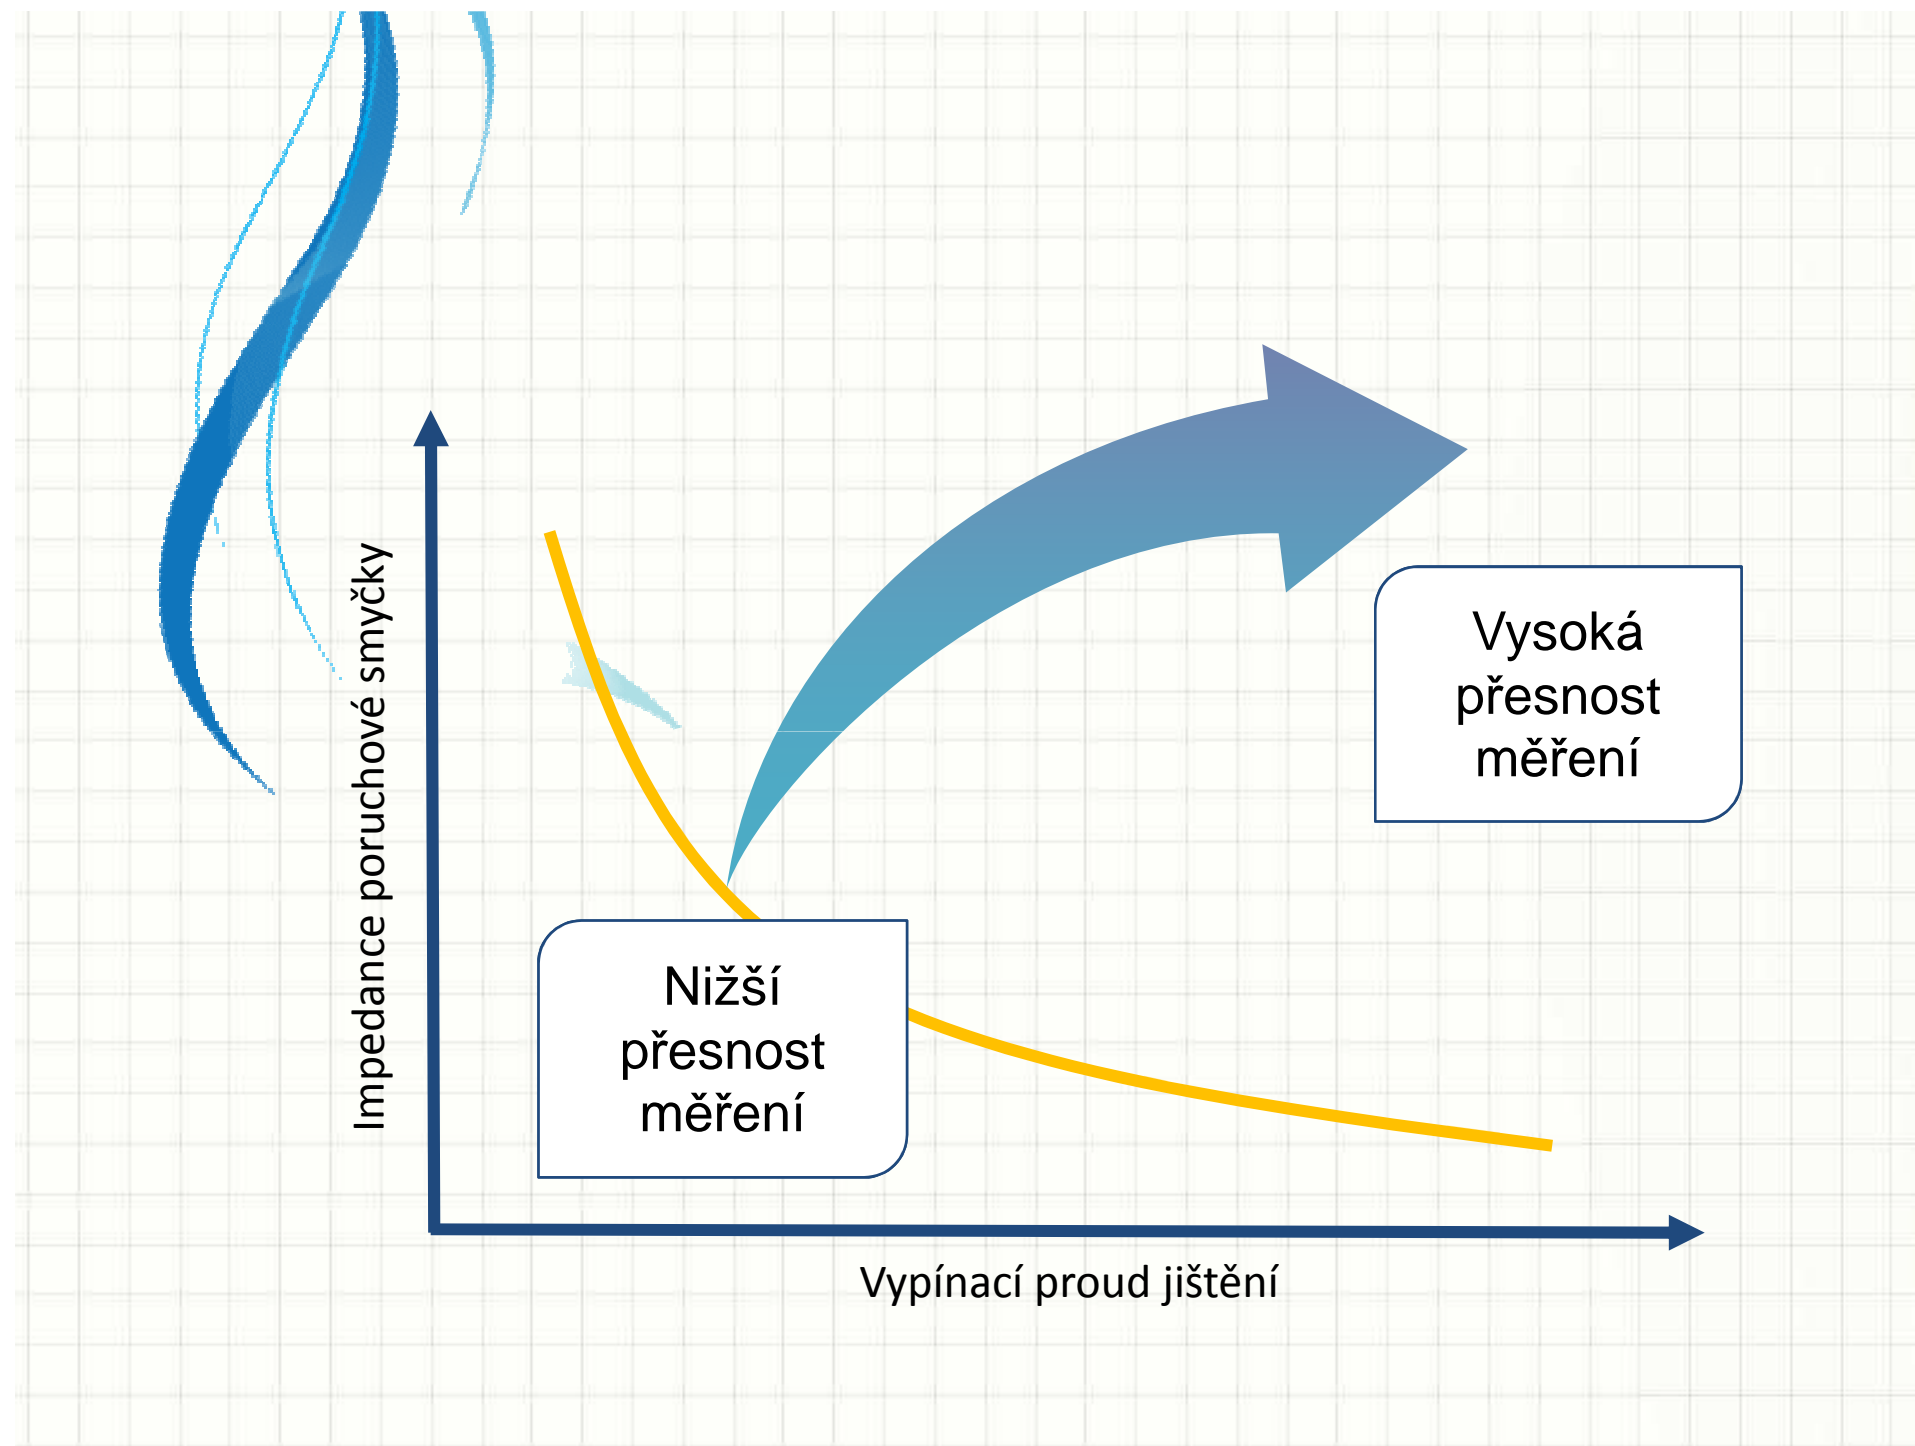 Impedance poruchové smyčky
Vysoká
přesnost
měření
Nižší
přesnost
měření
Vypínací proud jištění